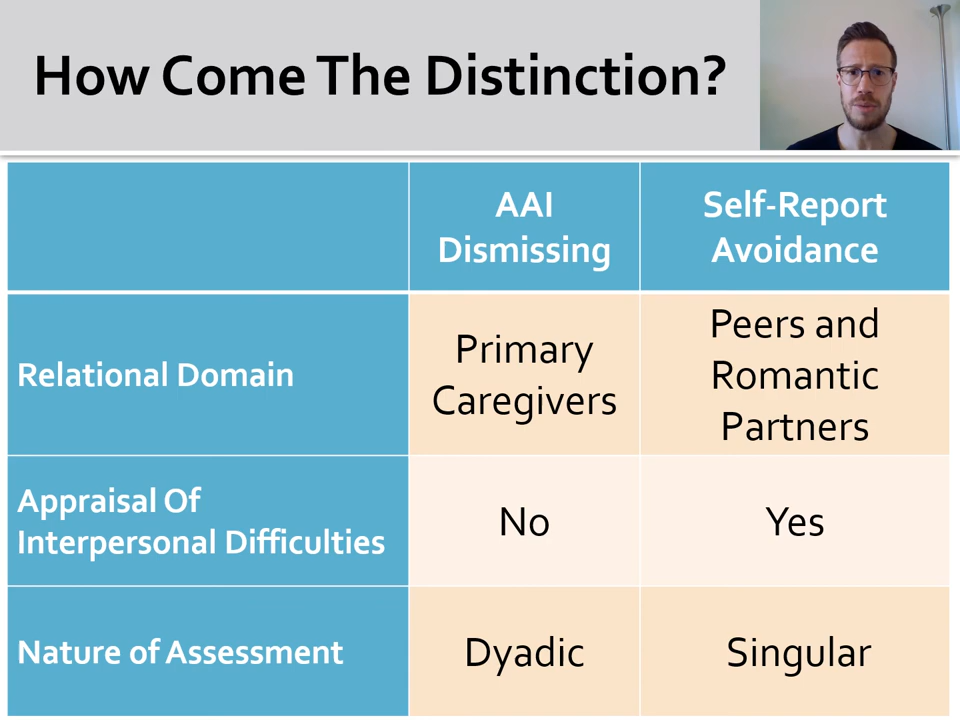 How Come The Distinction?
AAI
Dismissing
Self-Report
Avoidance
Relational Domain
Primary
Caregivers
Peers and
Romantic
Partners
Appraisal Of
Interpersonal Difficulties
No
Yes
Nature of Assessment
Dyadic
Singular